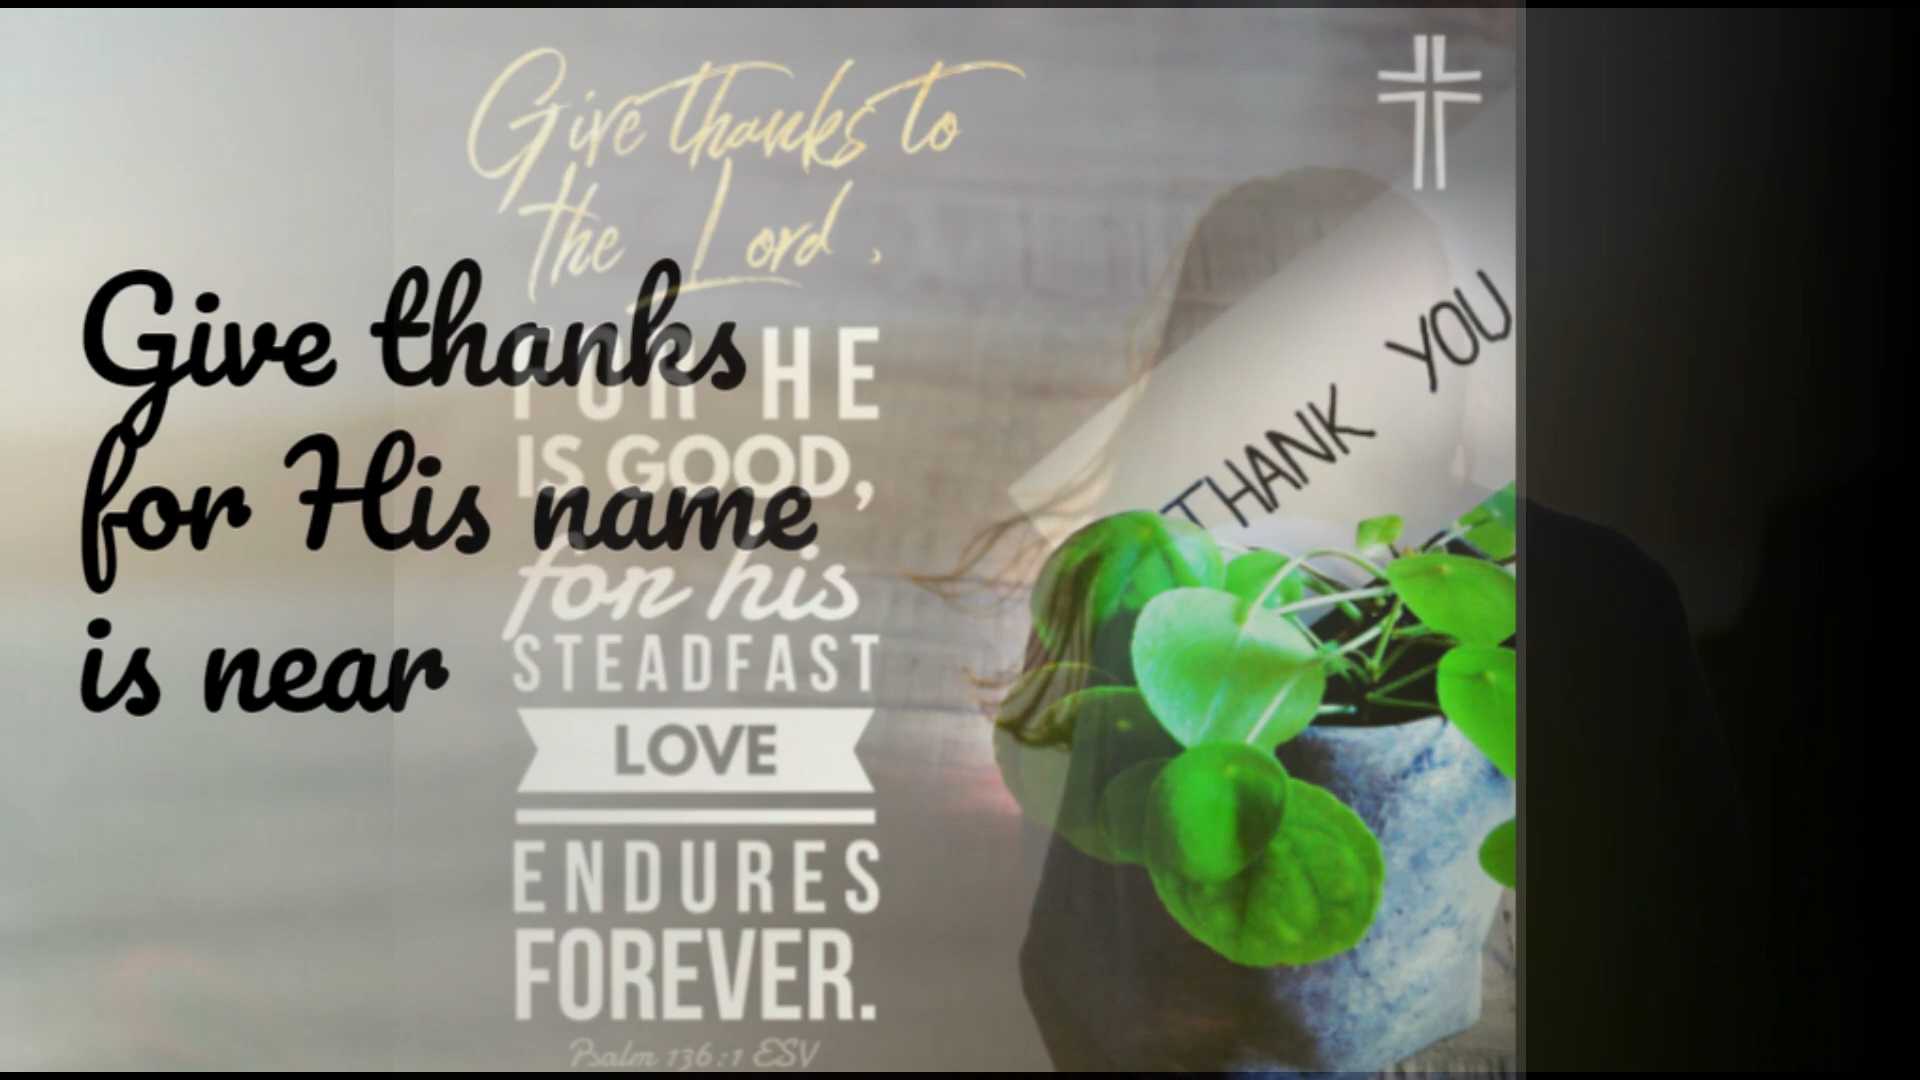 Give thanks
for His name
is near
Give thanks to
the Lord,
FOR HE
IS GOOD,
for his
STEADFAST
LOVE
ENDURES
FOREVER.
Psalm 136:1 ESV
THANK YOU